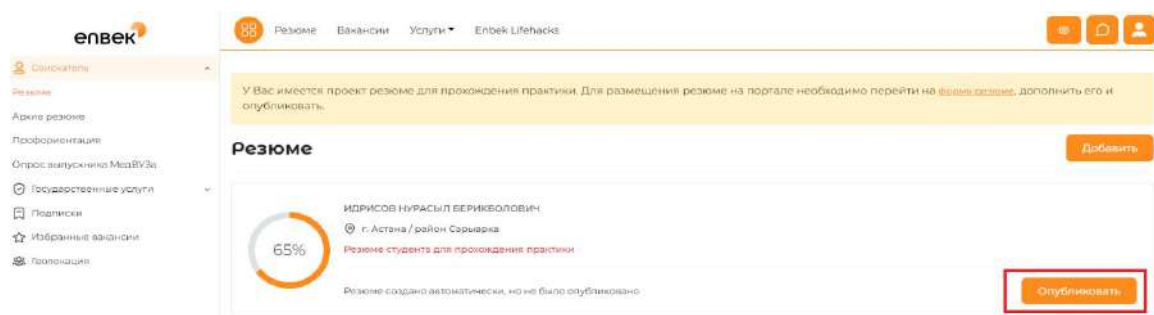 enвек
Резюме Вакансии Услуги Enbek Lifehacks
Соискатель
Резюме
Архив резюме
Профориентация
Опрос выпускника МедВУЗа
Государственные услуги
Подписки
Избранные вакансии
Геолокация
У Вас имеется проект резюме для прохождения практики. Для размещения резюме на портале необходимо перейти на форму резюме, дополнить его и
опубликовать.
Резюме
Добавить
65%
ИДРИСОВ НУРАСЫЛ БЕРИКБОЛОВИЧ
г. Астана / район Сарыарка
Резюме студента для прохождения практики
Резюме создано автоматически, но не было опубликовано
Опубликовать